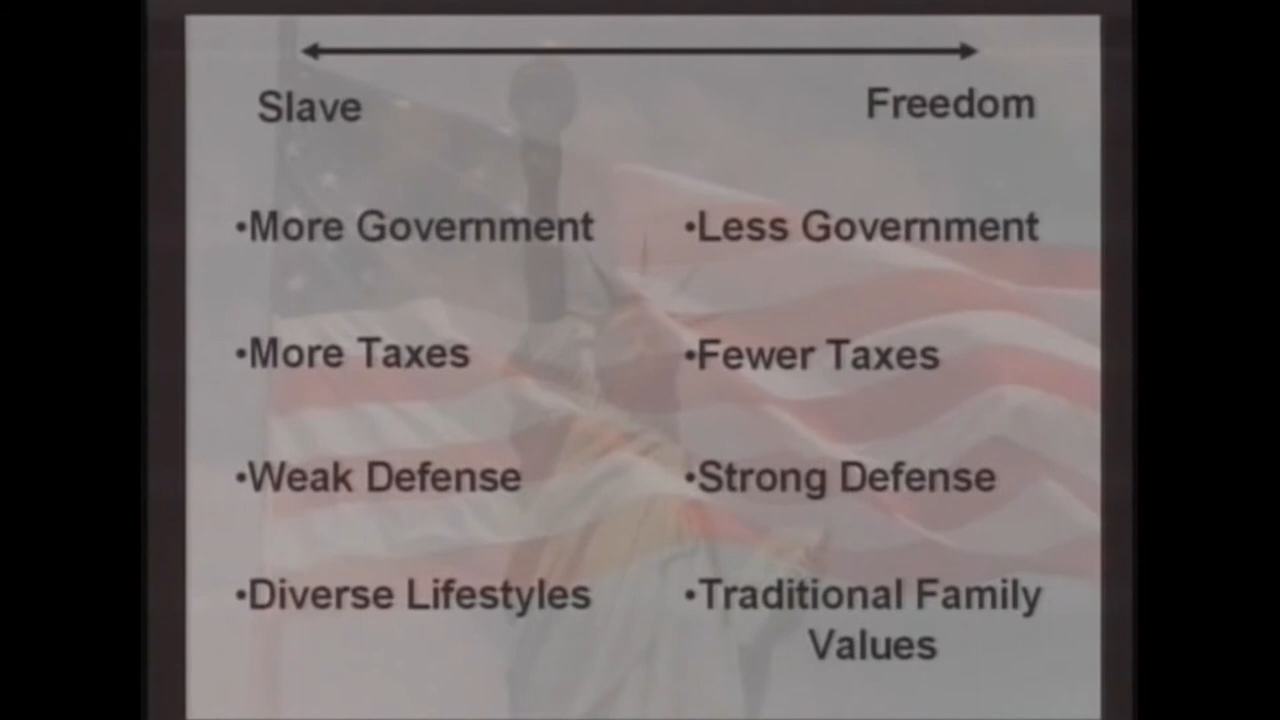 Slave Freedom
•More Government •Less Government
•More Taxes •Fewer Taxes
•Weak Defense •Strong Defense
•Diverse Lifestyles •Traditional Family
Values